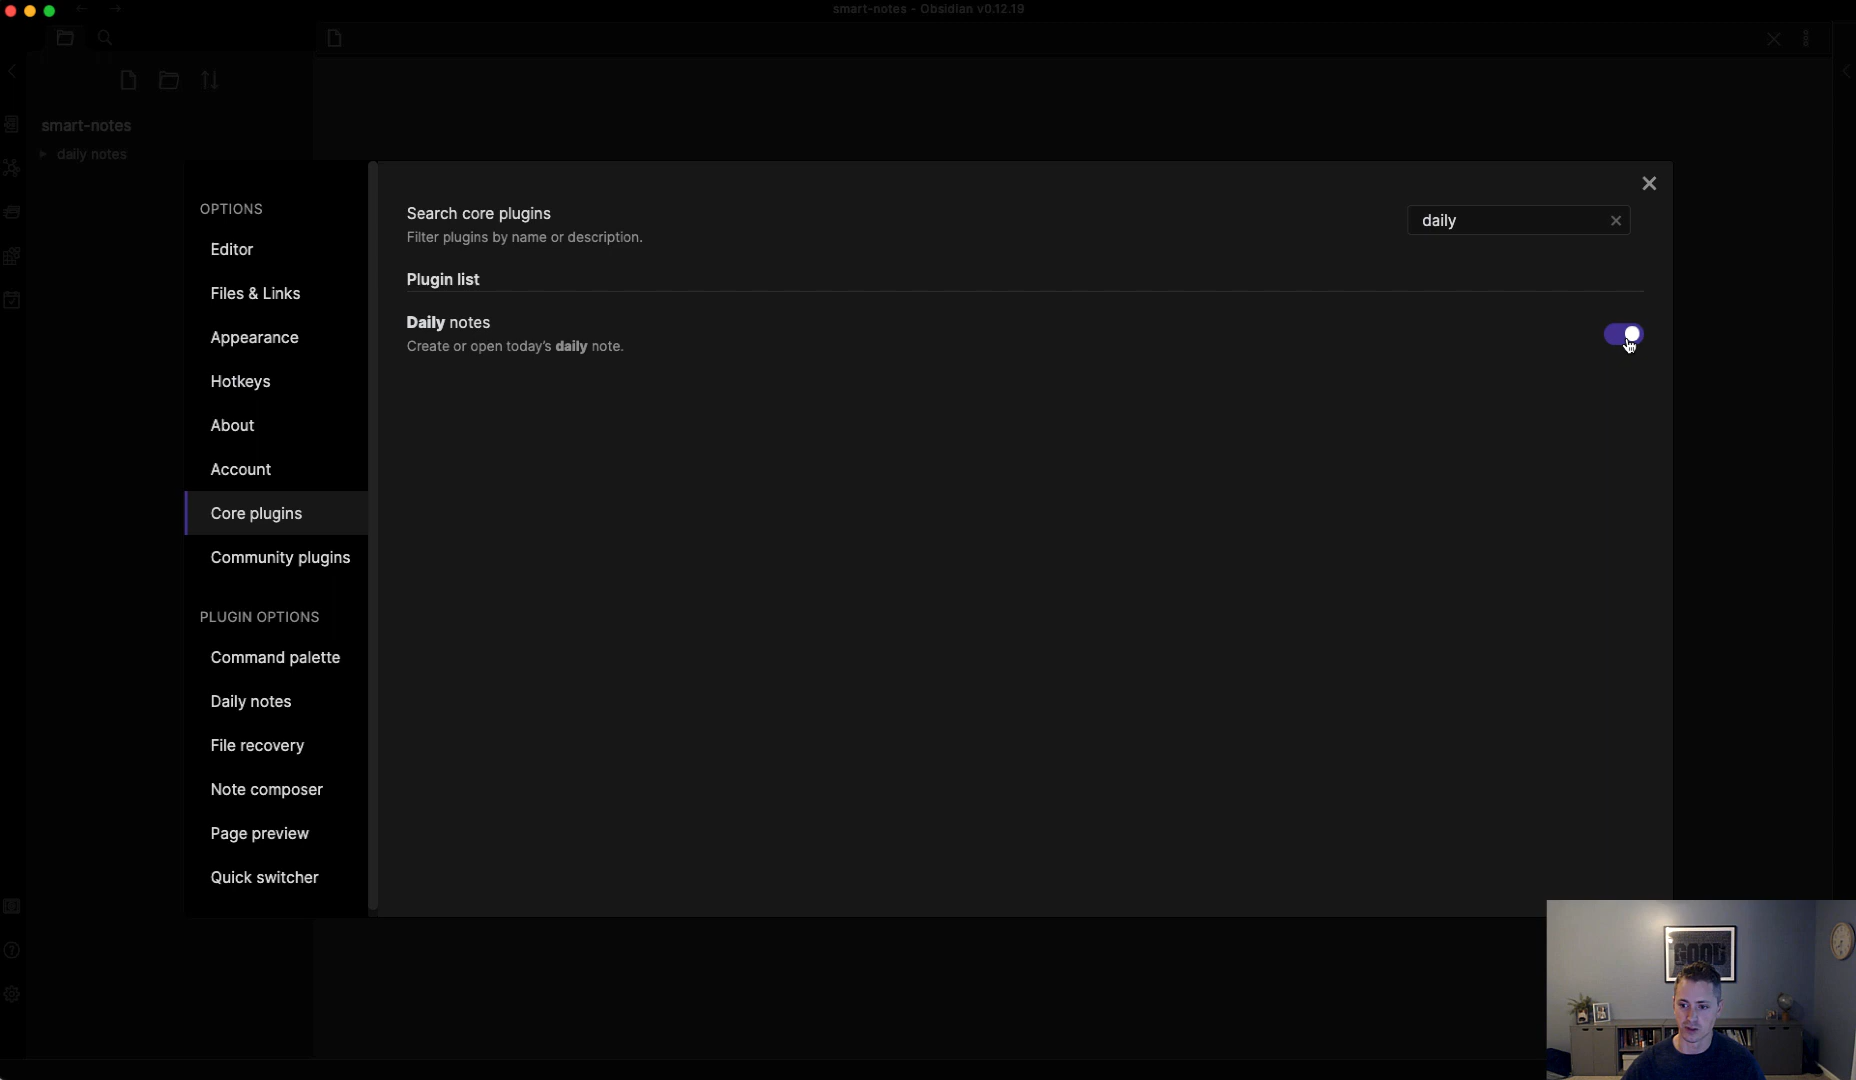 smart-notes - Obsidian v0.12.19
smart-notes
daily notes
OPTIONS
Editor
Files & Links
Appearance
Hotkeys
About
Account
Core plugins
Community plugins
PLUGIN OPTIONS
Command palette
Daily notes
File recovery
Note composer
Page preview
Quick switcher
Search core plugins
Filter plugins by name or description.
daily
Plugin list
Daily notes
Create or open today's daily note.
GOOD